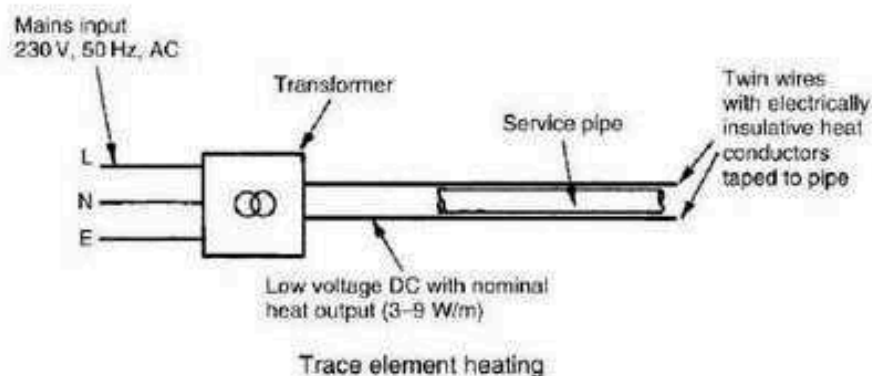 Mains input
230 V, 50 Hz, AC
Transformer
Service pipe
Twin wires
with electrically
insulative heat
conductors
taped to pipe
L
N
E
Low voltage DC with nominal
heat output (3–9 W/m)
Trace element heating